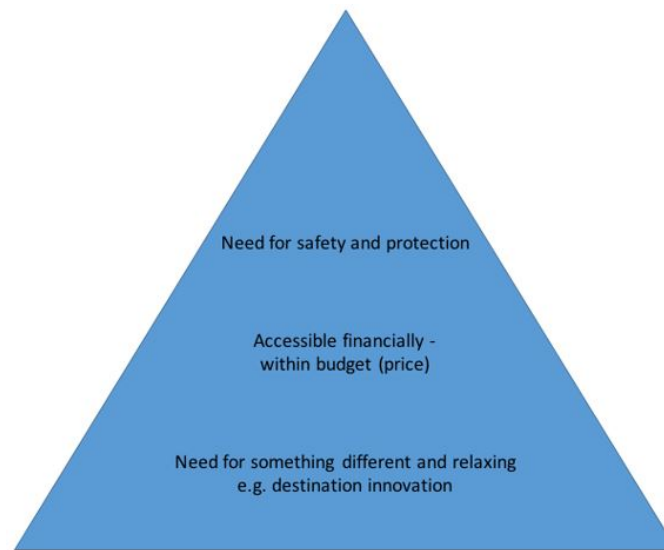 Need for safety and protection
Accessible financially -
within budget (price)
Need for something different and relaxing
e.g. destination innovation